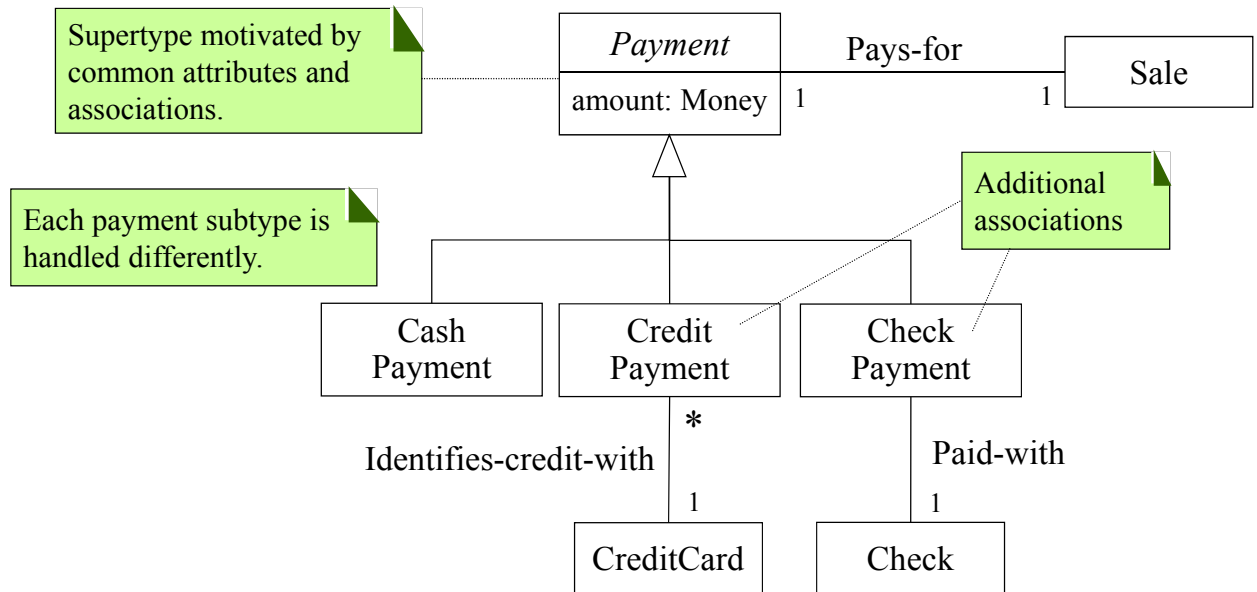 Supertype motivated by
common attributes and
associations.
Payment
amount: Money
Pays-for
1
1
Sale
Each payment subtype is
handled differently.
Additional
associations
Cash
Payment
Credit
Payment
Check
Payment
*
Identifies-credit-with
1
Paid-with
1
CreditCard
Check